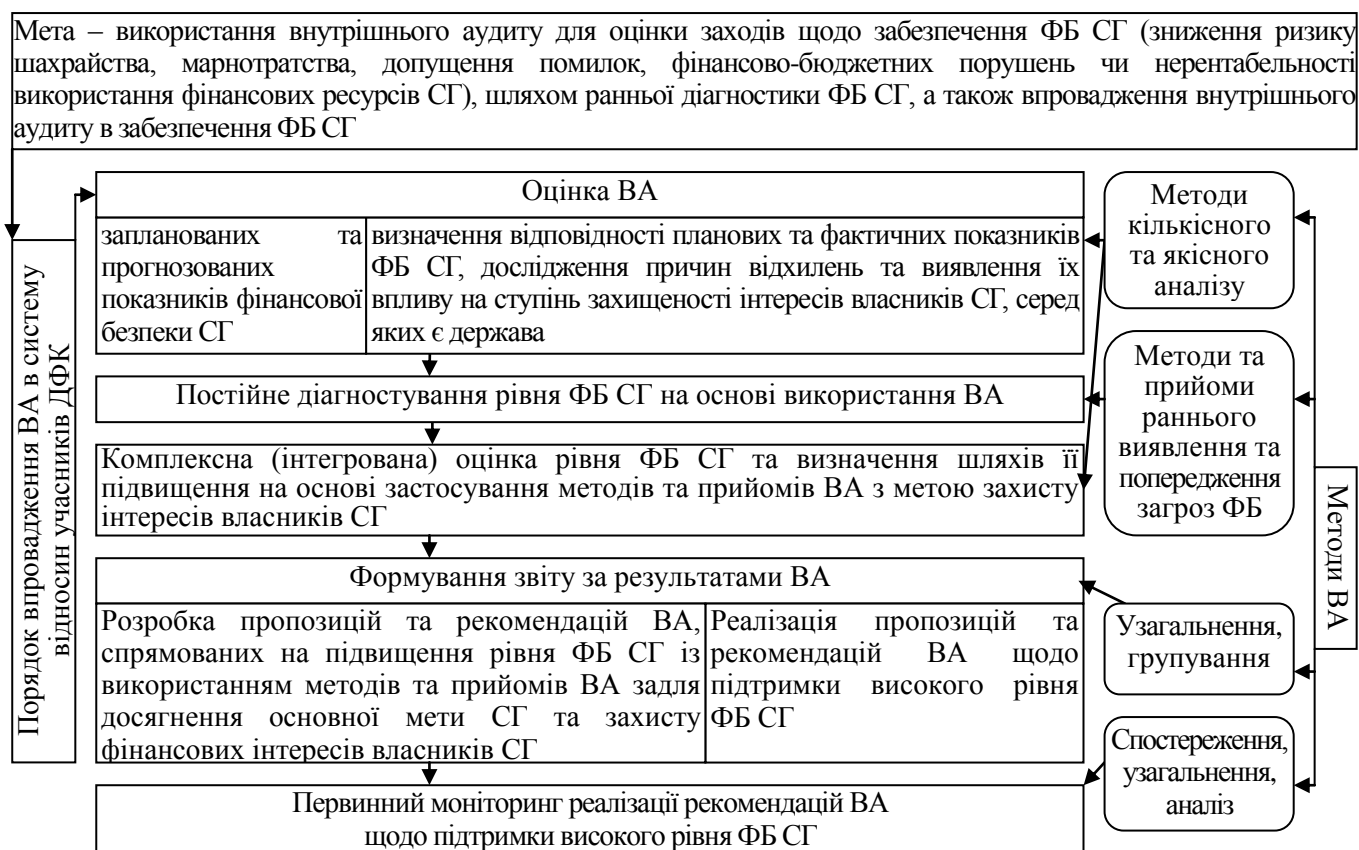 Мета – використання внутрішнього аудиту для оцінки заходів щодо забезпечення ФБ СГ (зниження ризику
шахрайства, марнотратства, допущення помилок, фінансово-бюджетних порушень чи нерентабельності
використання фінансових ресурсів СГ), шляхом ранньої діагностики ФБ СГ, а також впровадження внутрішнього
аудиту в забезпечення ФБ СГ
Порядок впровадження ВА в систему
відносин учасників ДФК
Оцінка ВА
запланованих та
прогнозованих
показників фінансової
безпеки СГ
визначення відповідності планових та фактичних показників
ФБ СГ, дослідження причин відхилень та виявлення їх
впливу на ступінь захищеності інтересів власників СГ, серед
яких є держава
Постійне діагностування рівня ФБ СГ на основі використання ВА
Комплексна (інтегрована) оцінка рівня ФБ СГ та визначення шляхів її
підвищення на основі застосування методів та прийомів ВА з метою захисту
інтересів власників СГ
Формування звіту за результатами ВА
Розробка пропозицій та рекомендацій ВА,
спрямованих на підвищення рівня ФБ СГ із
використанням методів та прийомів ВА задля
досягнення основної мети СГ та захисту
фінансових інтересів власників СГ
Реалізація пропозицій та
рекомендацій ВА щодо
підтримки високого рівня
ФБ СГ
Первинний моніторинг реалізації рекомендацій ВА
щодо підтримки високого рівня ФБ СГ
Методи
кількісного
та якісного
аналізу
Методи та
прийоми
раннього
виявлення та
попередження
загроз ФБ
Узагальнення,
групування
Спостереження,
узагальнення,
аналіз
Методи ВА